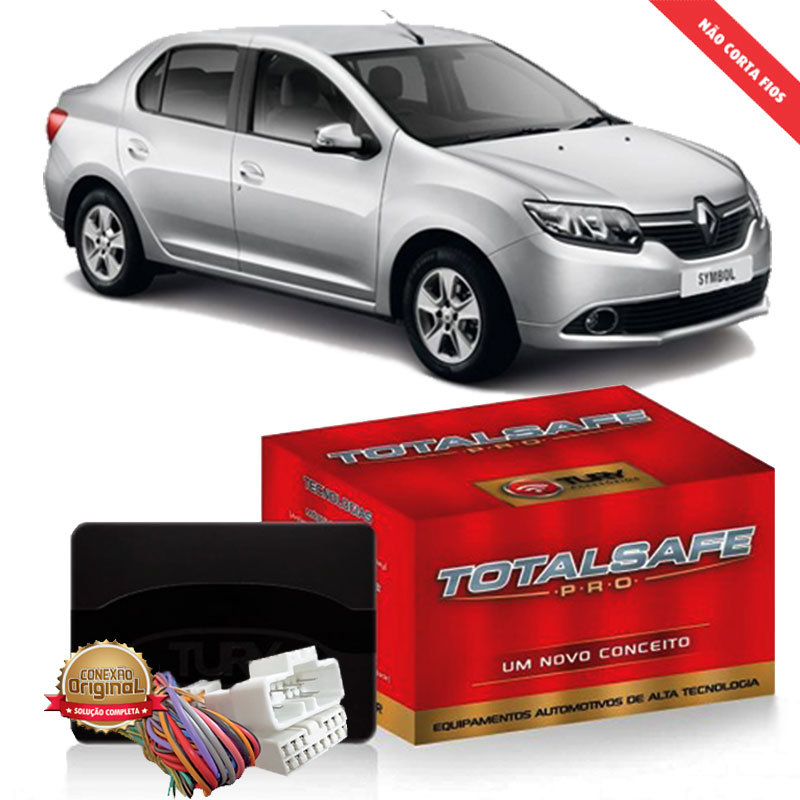 NÃO CORTA FIOS
SYMBOL
TOTALSAFE
PRO
TURY
ACESSÓRIOS
TECNOLOGIAS
TOTALSAFE
·P·R·O·
UM NOVO CONCEITO
EQUIPAMENTOS AUTOMOTIVOS DE ALTA TECNOLOGIA
TURY
CONEXÃO
OriginaL
SOLUÇÃO COMPLETA